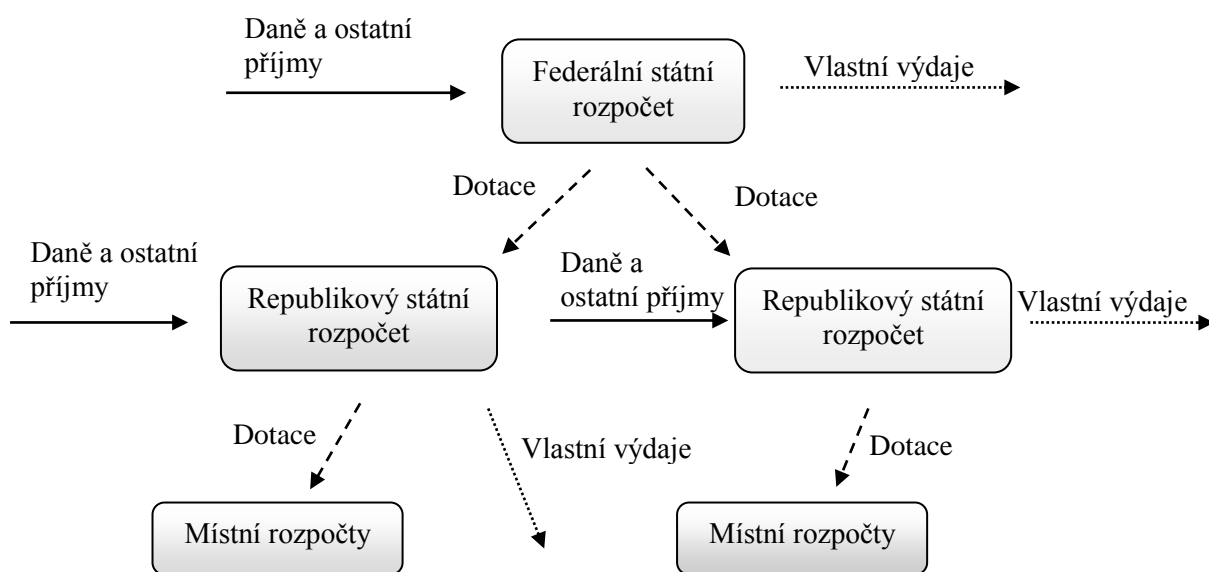 Daně a ostatní
příjmy
Federální státní
rozpočet
Vlastní výdaje
Dotace
Dotace
Daně a ostatní
příjmy
Republikový státní
rozpočet
Daně a
ostatní příjmy
Republikový státní
rozpočet
Vlastní výdaje
Dotace
Vlastní výdaje
Dotace
Místní rozpočty
Místní rozpočty